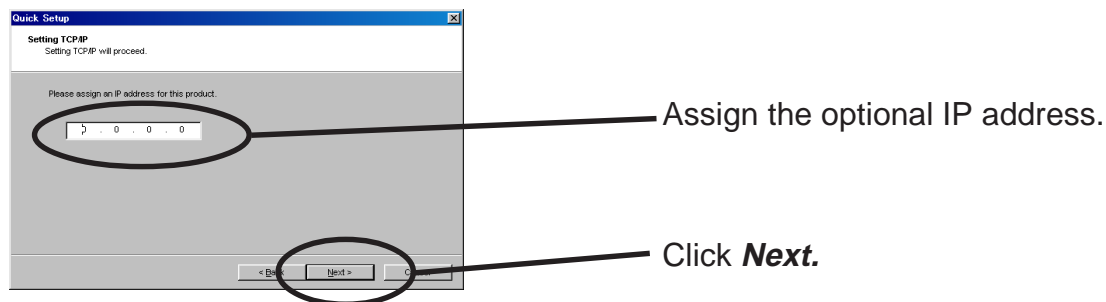 Quick Setup
Setting TCP/IP
Setting TCP/IP will proceed.
Please assign an IP address for this product.
0 . 0 . 0 . 0
Assign the optional IP address.
< Back Next >
Click Next.